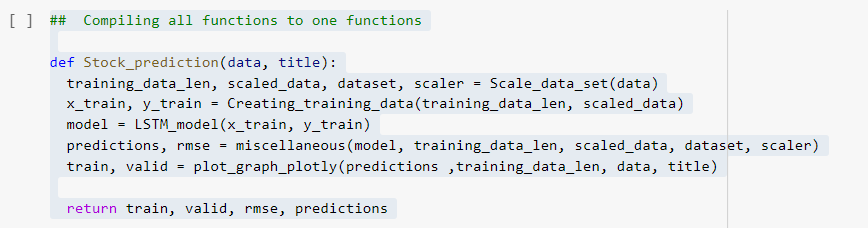 [ ] ##  Compiling all functions to one functions
def Stock_prediction(data, title):
  training_data_len, scaled_data, dataset, scaler = Scale_data_set(data)
  x_train, y_train = Creating_training_data(training_data_len, scaled_data)
  model = LSTM_model(x_train, y_train)
  predictions, rmse = miscellaneous(model, training_data_len, scaled_data, dataset, scaler)
  train, valid = plot_graph_plotly(predictions ,training_data_len, data, title)
  return train, valid, rmse, predictions